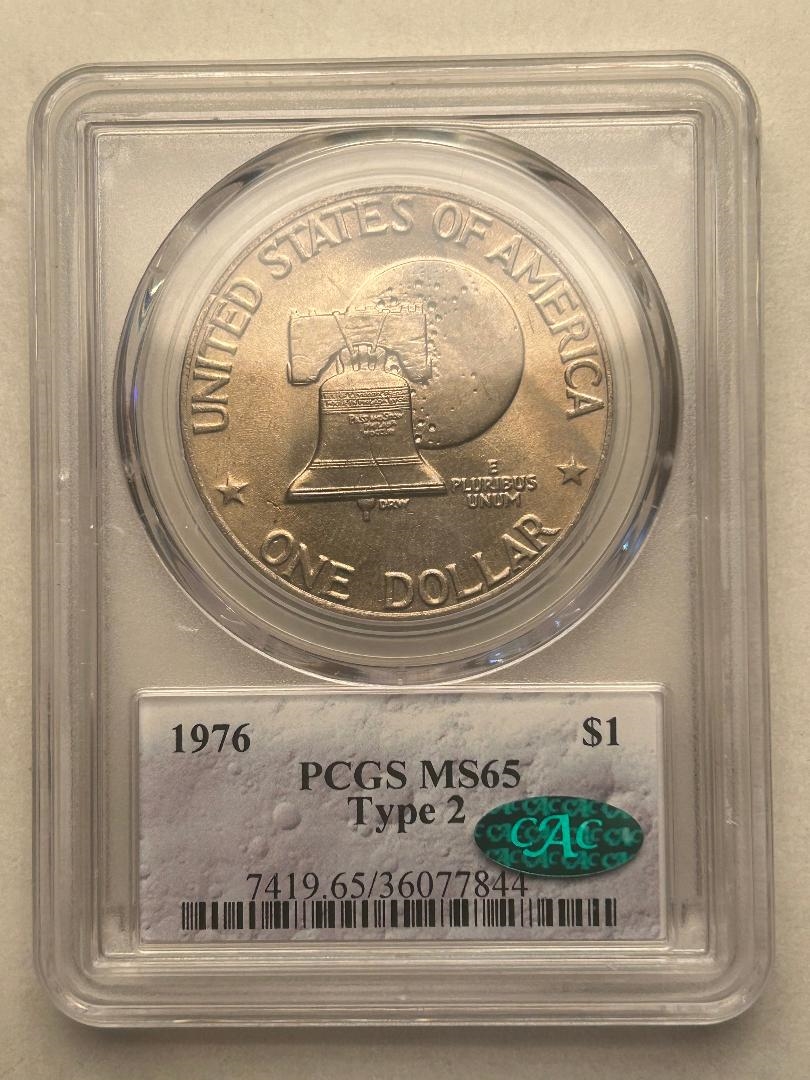 UNITED STATES OF AMERICA
E
PLURIBUS
UNUM
ONE DOLLAR
1976 $1
PCGS MS65
Type 2
CAC
7419.65/36077844